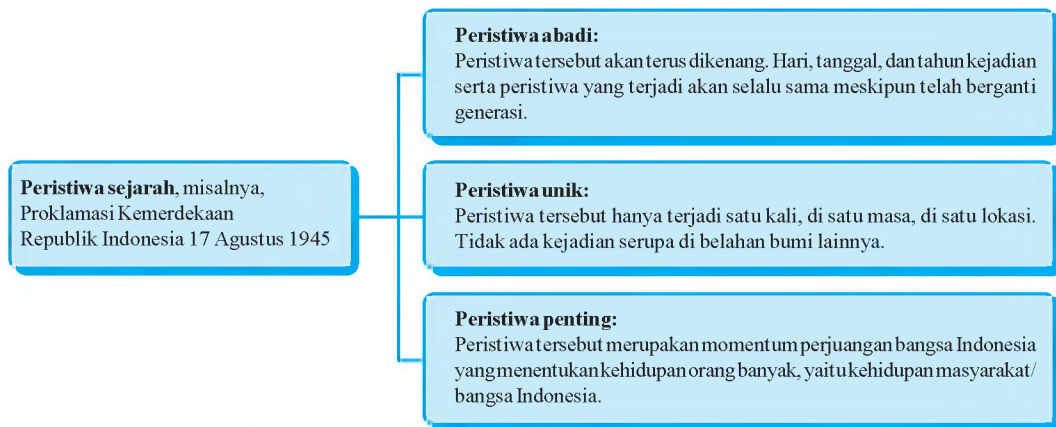 Peristiwa sejarah, misalnya,
Proklamasi Kemerdekaan
Republik Indonesia 17 Agustus 1945
Peristiwa abadi:
Peristiwa tersebut akan terus dikenang. Hari, tanggal, dan tahun kejadian
serta peristiwa yang terjadi akan selalu sama meskipun telah berganti
generasi.
Peristiwa unik:
Peristiwa tersebut hanya terjadi satu kali, di satu masa, di satu lokasi.
Tidak ada kejadian serupa di belahan bumi lainnya.
Peristiwa penting:
Peristiwa tersebut merupakan momentum perjuangan bangsa Indonesia
yang menentukan kehidupan orang banyak, yaitu kehidupan masyarakat/
bangsa Indonesia.